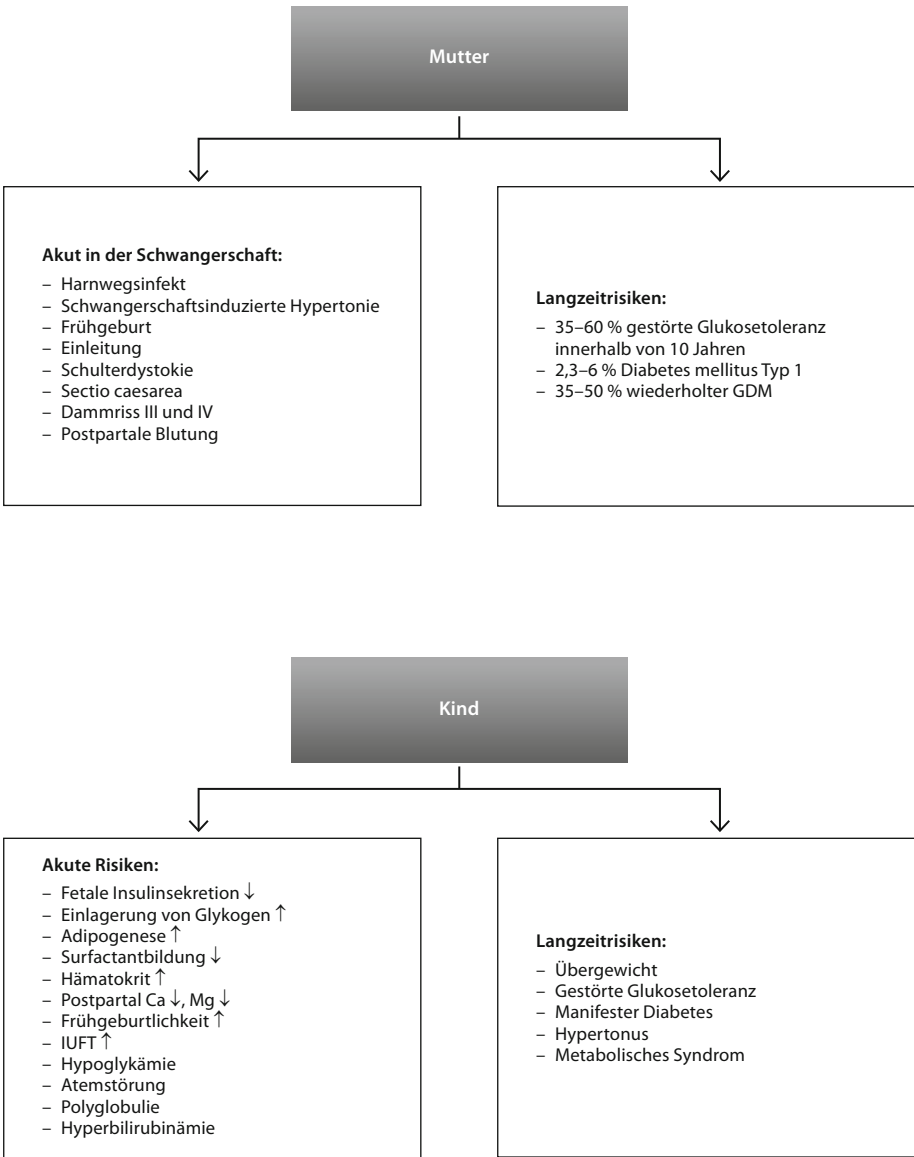 Mutter
Akut in der Schwangerschaft:
– Harnwegsinfekt
– Schwangerschaftsinduzierte Hypertonie
– Frühgeburt
– Einleitung
– Schulterdystokie
– Sectio caesarea
– Dammriss III und IV
– Postpartale Blutung
Langzeitrisiken:
– 35–60 % gestörte Glukosetoleranz
innerhalb von 10 Jahren
– 2,3–6 % Diabetes mellitus Typ 1
– 35–50 % wiederholter GDM
Kind
Akute Risiken:
– Fetale Insulinsekretion ↓
– Einlagerung von Glykogen ↑
– Adipogenese ↑
– Surfactantbildung ↓
– Hämatokrit ↑
– Postpartal Ca ↓, Mg ↓
– Frühgeburtlichkeit ↑
– IUFT ↑
– Hypoglykämie
– Atemstörung
– Polyglobulie
– Hyperbilirubinämie
Langzeitrisiken:
– Übergewicht
– Gestörte Glukosetoleranz
– Manifester Diabetes
– Hypertonus
– Metabolisches Syndrom